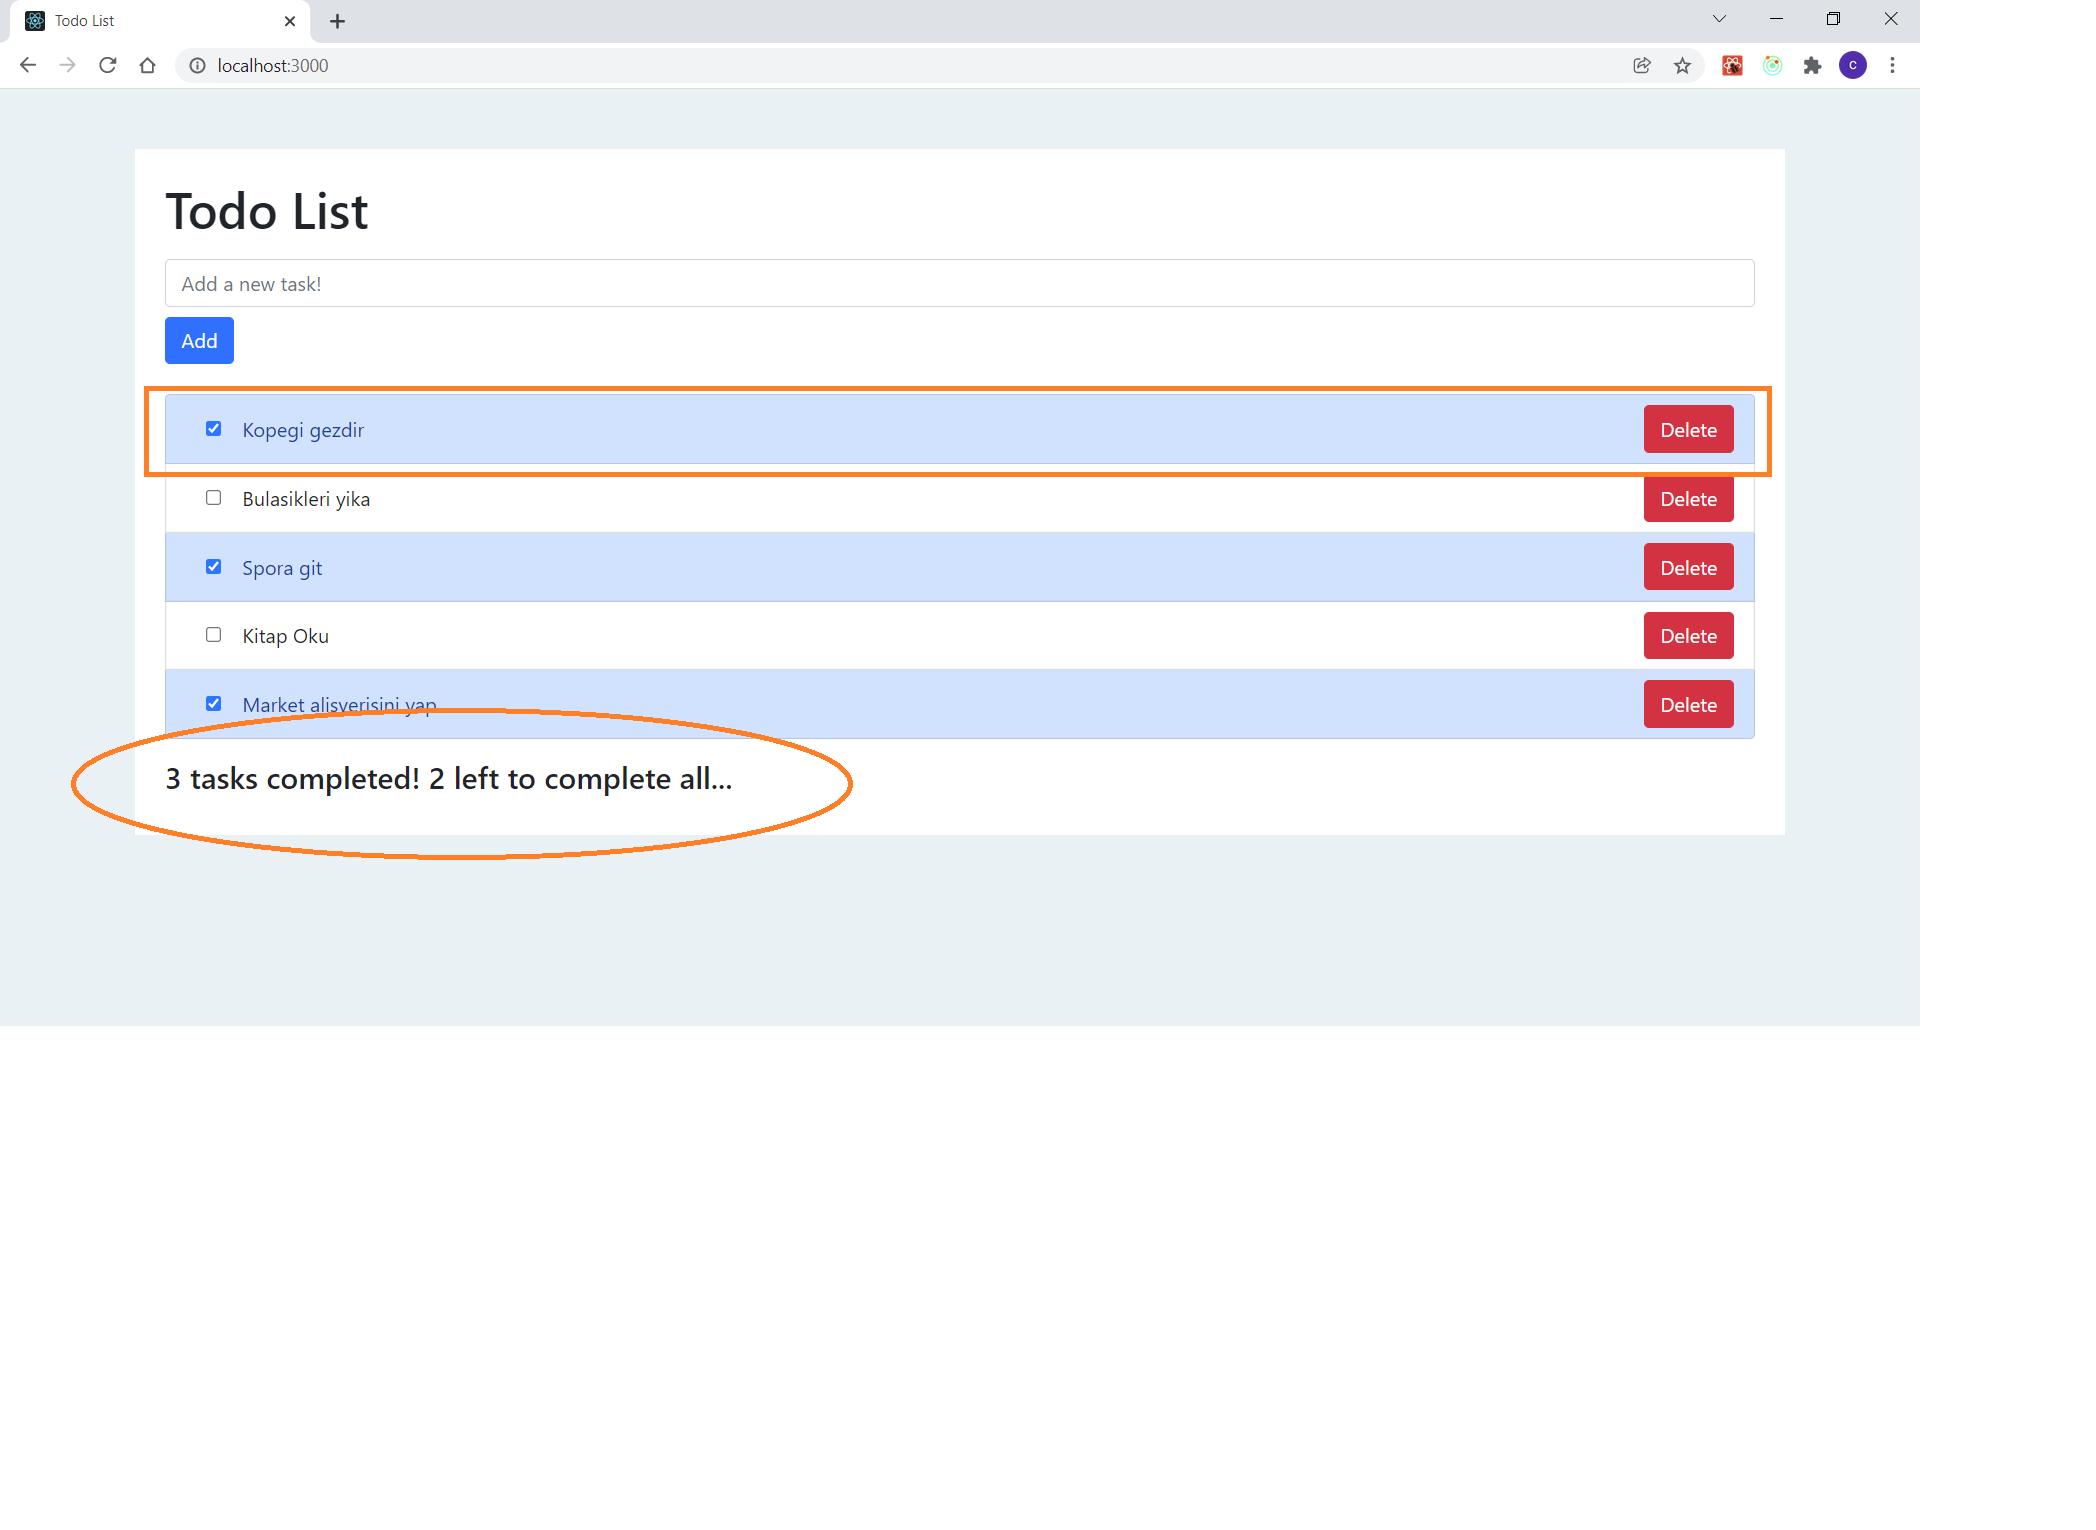 Todo List
localhost:3000
C
Todo List
Add a new task!
Add
Kopegi gezdir Delete
Bulasikleri yika Delete
Spora git Delete
Kitap Oku Delete
Market alisverisini yap Delete
3 tasks completed! 2 left to complete all...